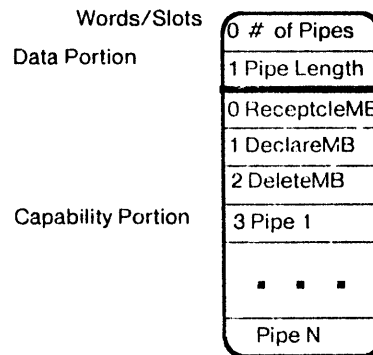 Words/Slots
0 # of Pipes
Data Portion
1 Pipe Length
0 ReceptcleMB
1 DeclareMB
2 DeleteMB
Capability Portion
3 Pipe 1
. . .
Pipe N